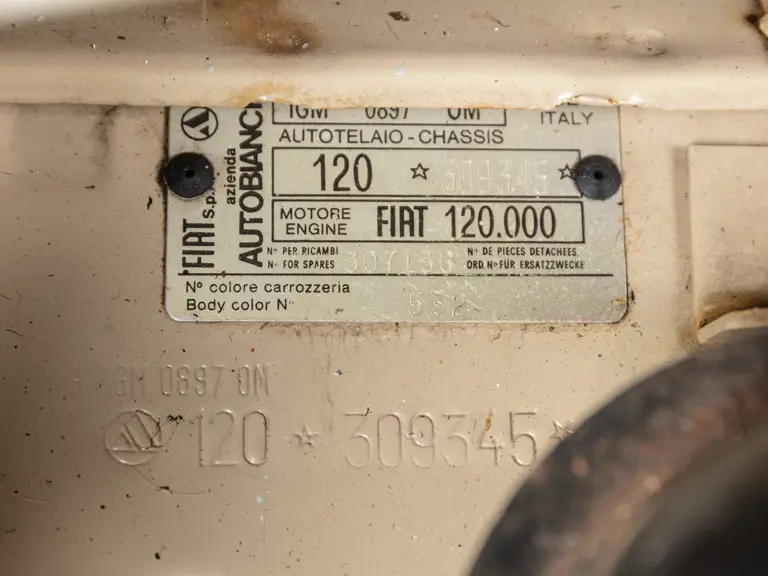 FIAT s.p.a.
azienda
AUTOBIANCHI
IGM 0897 OM
ITALY
AUTOTELAIO - CHASSIS
120 ☆ 309345 ☆
MOTORE
ENGINE
FIAT 120.000
No PER RICAMBI
No FOR SPARES
307136
No DE PIECES DETACHEES
ORD. No FÜR ERSATZZWECKE
No colore carrozzeria
Body color No
532
IGM 0897 OM
120 ☆ 309345 ☆